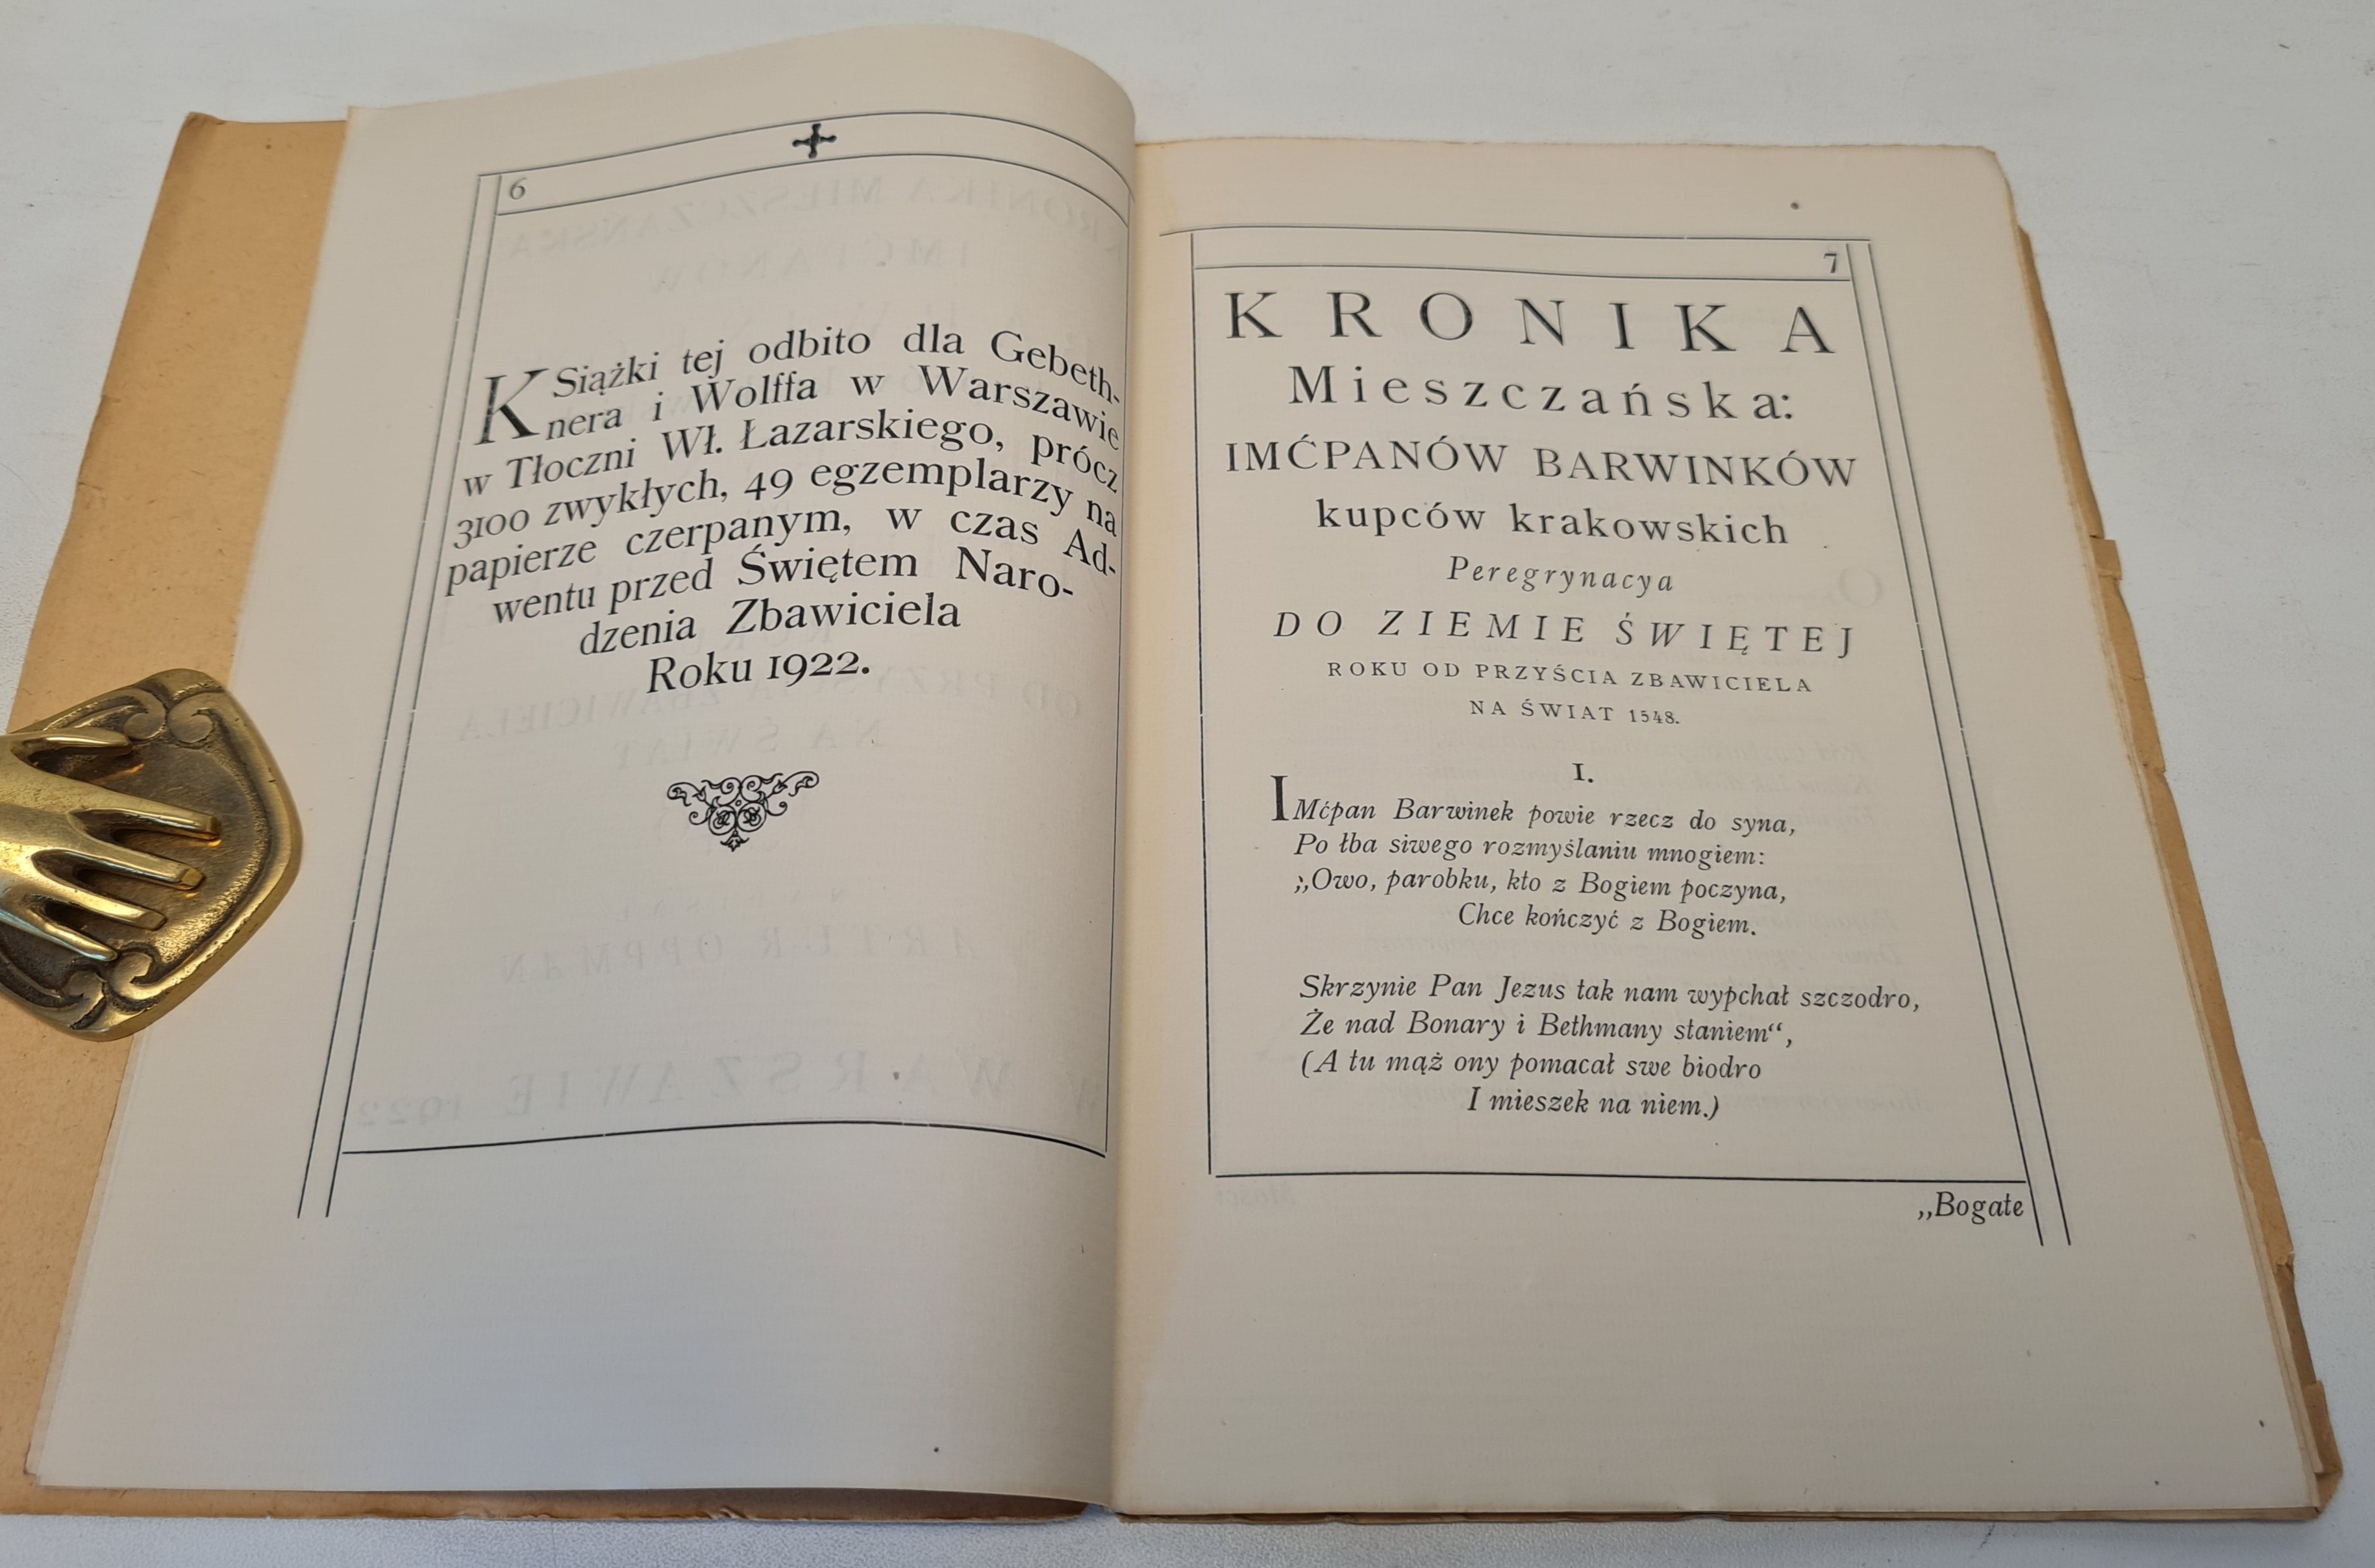 6
KSiążki tej odbito dla Gebeth-
nera i Wolffa w Warszawie
w Tłoczni Wł. Łazarskiego, prócz
3100 zwykłych, 49 egzemplarzy na
papierze czerpanym, w czas Ad-
wentu przed Świętem Naro-
dzenia Zbawiciela
Roku 1922.
7
KRONIKA
Mieszczańska:
IMĆPANÓW BARWINKÓW
kupców krakowskich
Peregrynacya
DO ZIEMIE ŚWIĘTEJ
ROKU OD PRZYŚCIA ZBAWICIELA
NA ŚWIAT 1548.
I.
IMćpan Barwinek powie rzecz do syna,
Po łba siwego rozmyślaniu mnogiem:
„Owo, parobku, kto z Bogiem poczyna,
Chce kończyć z Bogiem.
Skrzynie Pan Jezus tak nam wypchał szczodro,
Że nad Bonary i Bethmany staniem“,
(A tu mąż ony pomacał swe biodro
I mieszek na niem.)
„Bogate